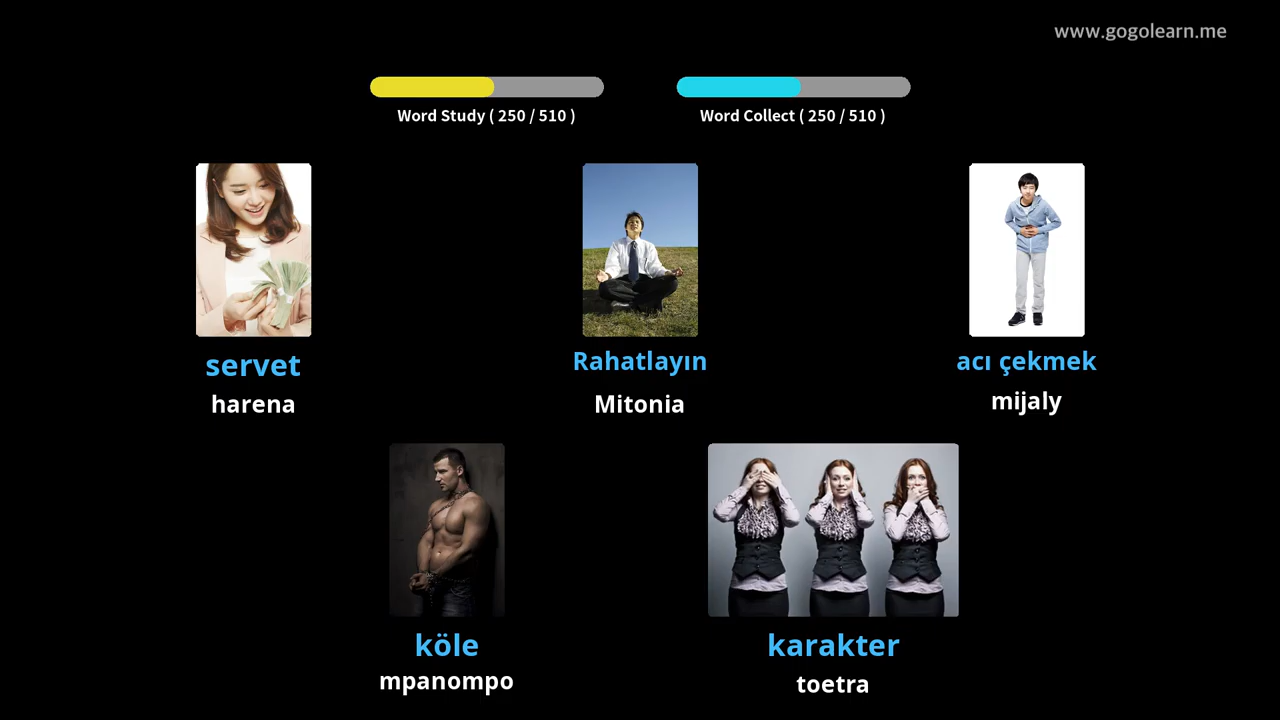 www.gogolearn.me
Word Study ( 250 / 510 )
Word Collect ( 250 / 510 )
servet
harena
Rahatlayın
Mitonia
acı çekmek
mijaly
köle
mpanompo
karakter
toetra